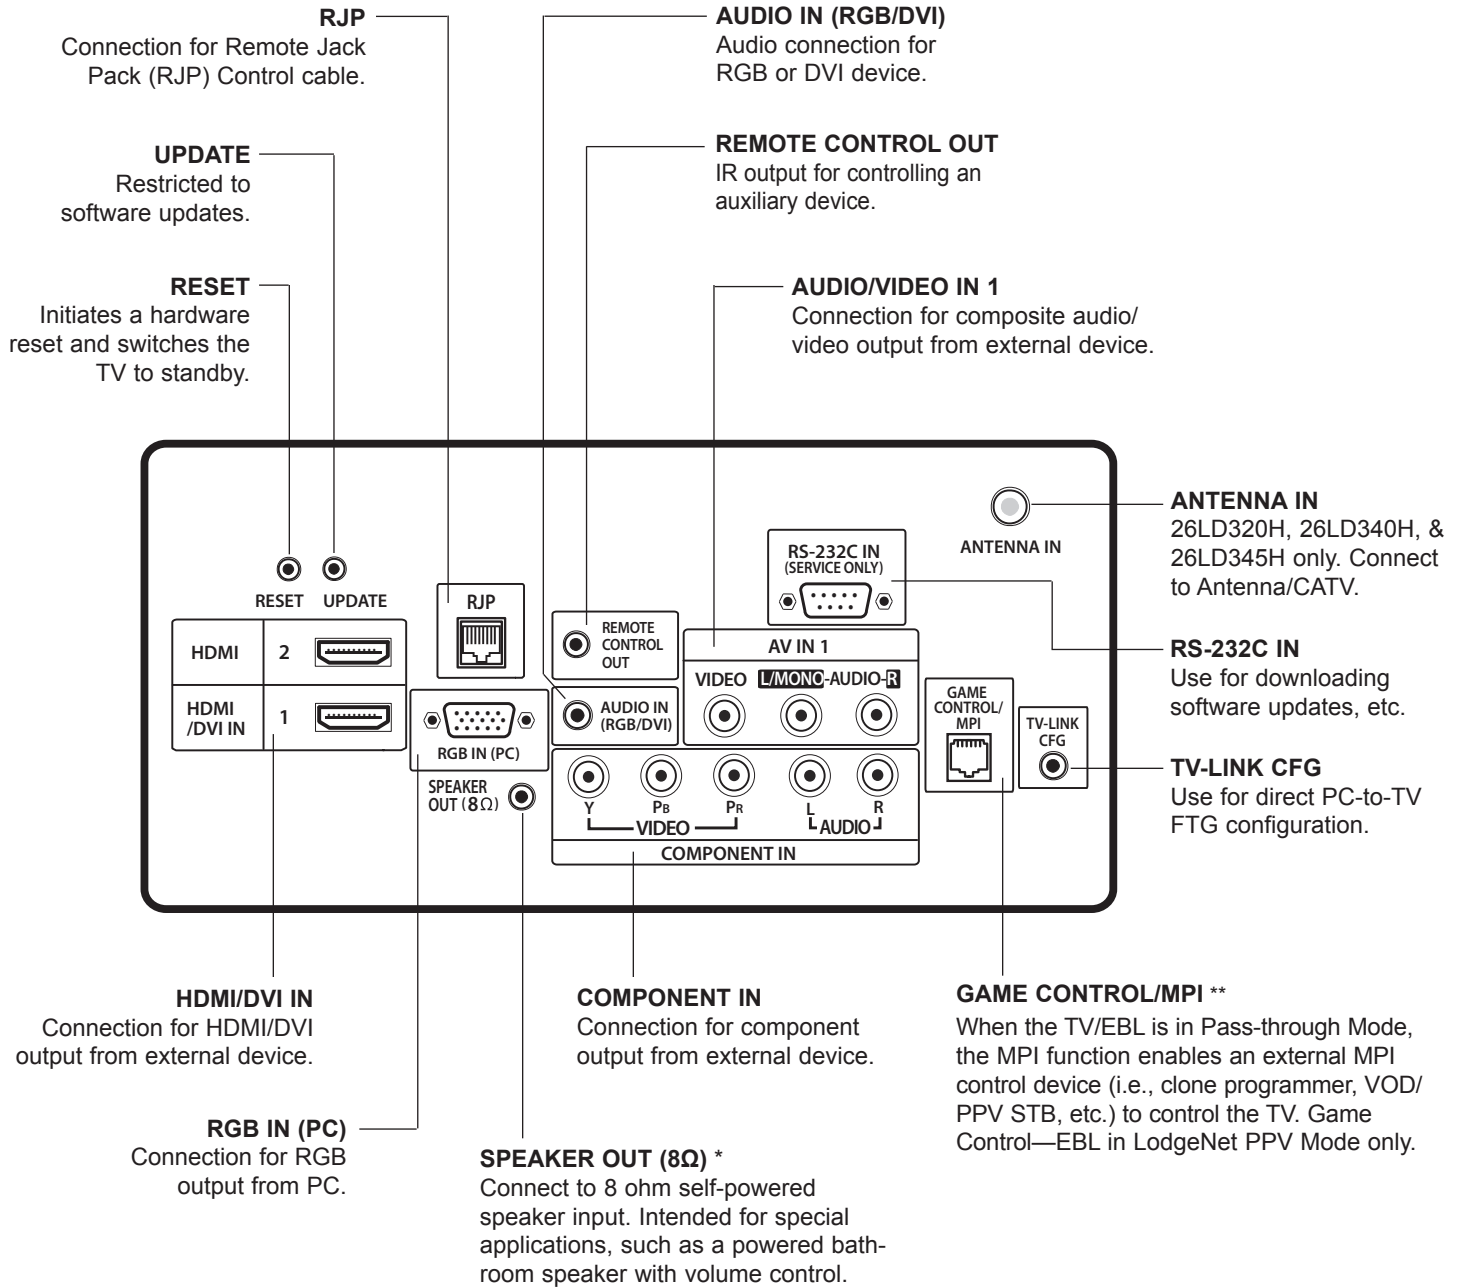 RJP
Connection for Remote Jack
Pack (RJP) Control cable.
AUDIO IN (RGB/DVI)
Audio connection for
RGB or DVI device.
UPDATE
Restricted to
software updates.
REMOTE CONTROL OUT
IR output for controlling an
auxiliary device.
RESET
Initiates a hardware
reset and switches the
TV to standby.
AUDIO/VIDEO IN 1
Connection for composite audio/
video output from external device.
ANTENNA IN
26LD320H, 26LD340H, &
26LD345H only. Connect
to Antenna/CATV.
RS-232C IN
Use for downloading
software updates, etc.
TV-LINK CFG
Use for direct PC-to-TV
FTG configuration.
ANTENNA IN
RS-232C IN
(SERVICE ONLY)
RESET UPDATE
RJP
HDMI 2
HDMI
/DVI IN 1
REMOTE
CONTROL
OUT
AV IN 1
VIDEO L/MONO-AUDIO-R
AUDIO IN
(RGB/DVI)
RGB IN (PC)
GAME
CONTROL/
MPI
TV-LINK
CFG
SPEAKER
OUT (8Ω)
Y PB PR L R
VIDEO AUDIO
COMPONENT IN
HDMI/DVI IN
Connection for HDMI/DVI
output from external device.
COMPONENT IN
Connection for component
output from external device.
GAME CONTROL/MPI **
When the TV/EBL is in Pass-through Mode,
the MPI function enables an external MPI
control device (i.e., clone programmer, VOD/
PPV STB, etc.) to control the TV. Game
Control—EBL in LodgeNet PPV Mode only.
RGB IN (PC)
Connection for RGB
output from PC.
SPEAKER OUT (8Ω) *
Connect to 8 ohm self-powered
speaker input. Intended for special
applications, such as a powered bath-
room speaker with volume control.